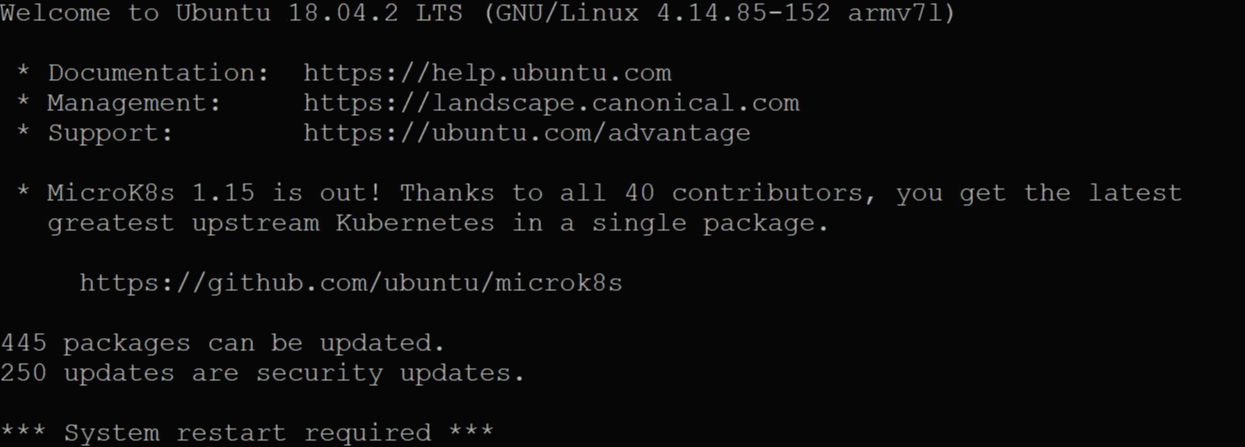 Welcome to Ubuntu 18.04.2 LTS (GNU/Linux 4.14.85-152 armv7l)
* Documentation: https://help.ubuntu.com
* Management: https://landscape.canonical.com
* Support: https://ubuntu.com/advantage
* MicroK8s 1.15 is out! Thanks to all 40 contributors, you get the latest
greatest upstream Kubernetes in a single package.
https://github.com/ubuntu/microk8s
445 packages can be updated.
250 updates are security updates.
*** System restart required ***